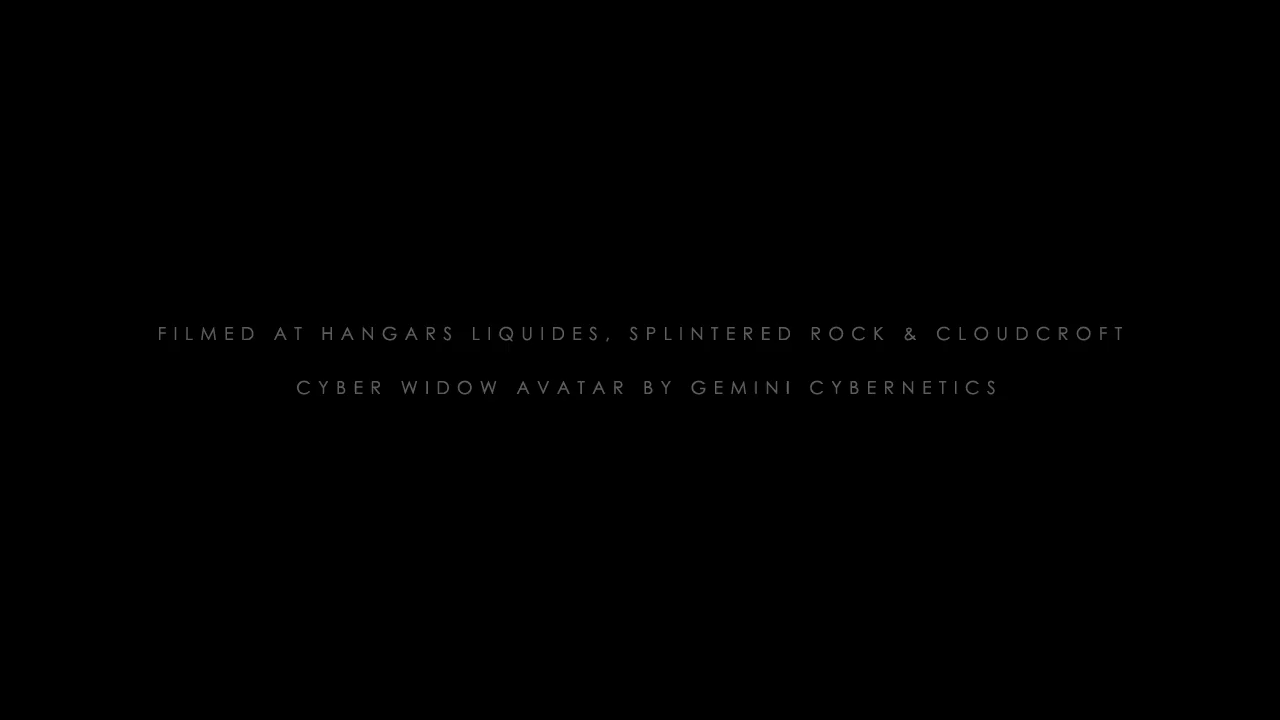 FILMED AT HANGARS LIQUIDES, SPLINTERED ROCK & CLOUDCROFT
CYBER WIDOW AVATAR BY GEMINI CYBERNETICS